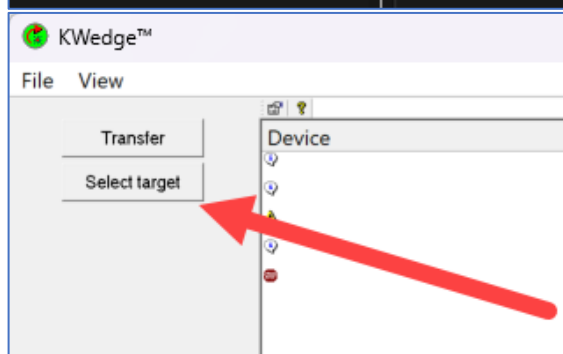 KWedge™
File View
Transfer
Device
Select target